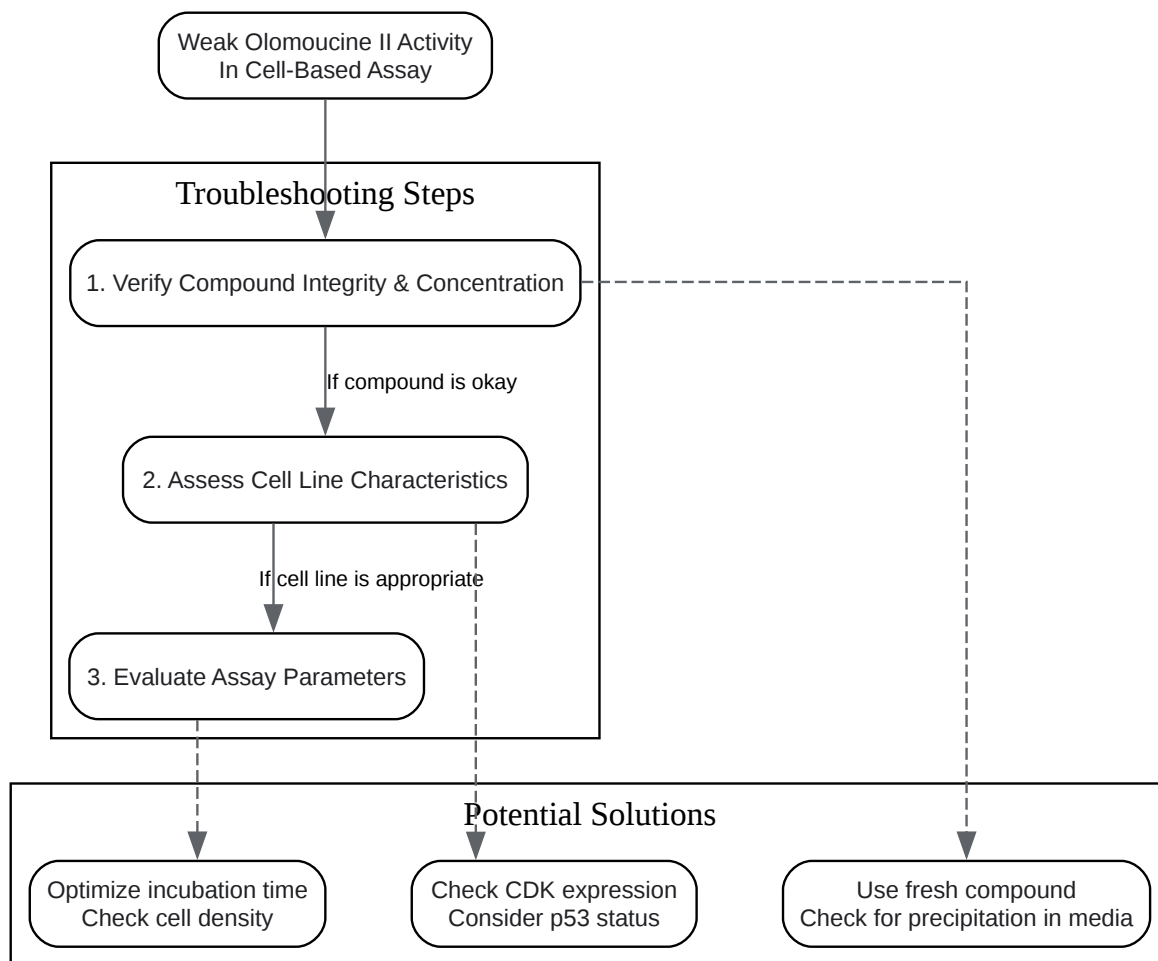 Weak Olomoucine II Activity
In Cell-Based Assay
Troubleshooting Steps
1. Verify Compound Integrity & Concentration
If compound is okay
2. Assess Cell Line Characteristics
If cell line is appropriate
3. Evaluate Assay Parameters
Potential Solutions
Optimize incubation time
Check cell density
Check CDK expression
Consider p53 status
Use fresh compound
Check for precipitation in media